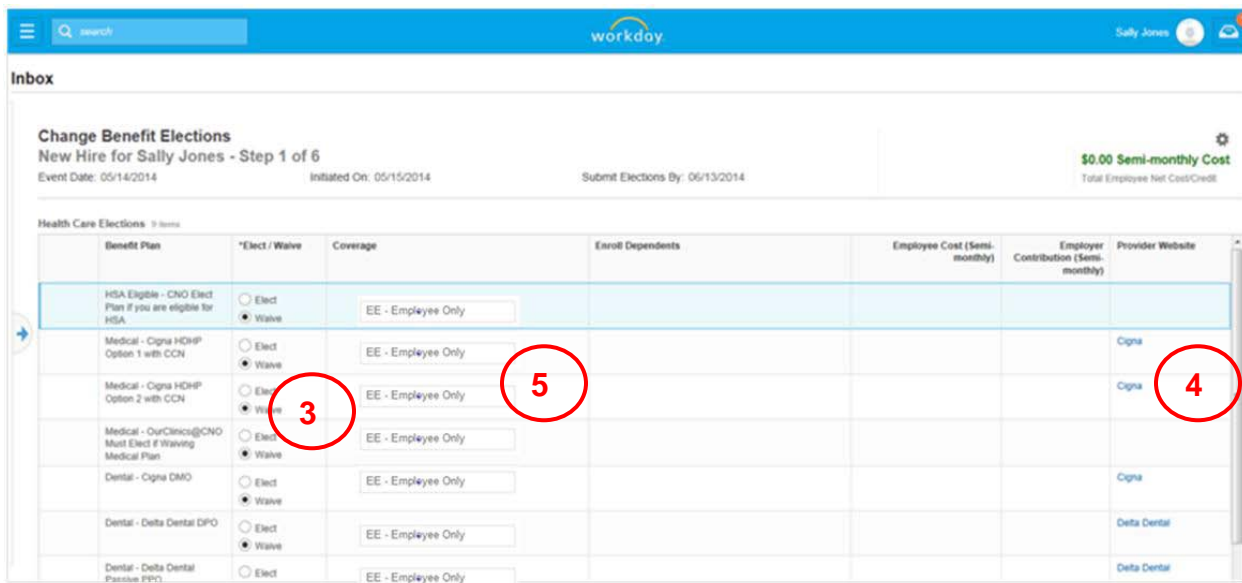 search
workday
Sally Jones
Inbox
Change Benefit Elections
New Hire for Sally Jones - Step 1 of 6
$0.00 Semi-monthly Cost
Event Date: 05/14/2014 Initiated On: 05/15/2014 Submit Elections By: 06/13/2014 Total Employee Net Cost/Credit
Health Care Elections 9 items
Benefit Plan *Elect / Waive Coverage Enroll Dependents Employee Cost (Semi-monthly) Employer Contribution (Semi-monthly) Provider Website
HSA Eligible - CNO Elect
Plan if you are eligible for
HSA
Elect
Waive
EE - Employee Only
Medical - Cigna HDHP
Option 1 with CCN
Elect
Waive
EE - Employee Only
Cigna
Medical - Cigna HDHP
Option 2 with CCN
Elect
Waive
EE - Employee Only
Cigna
3
5
4
Medical - OurClinics@CNO
Must Elect if Waiving
Medical Plan
Elect
Waive
EE - Employee Only
Dental - Cigna DMO
Elect
Waive
EE - Employee Only
Cigna
Dental - Delta Dental DPO
Elect
Waive
EE - Employee Only
Delta Dental
Dental - Delta Dental
Passive PPO
Elect
EE - Employee Only
Delta Dental